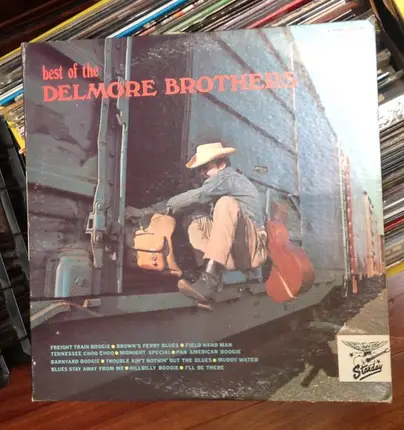 best of the
DELMORE BROTHERS
FREIGHT TRAIN BOOGIE ● BROWN'S FERRY BLUES ● FIELD HAND MAN
TENNESSEE CHOO CHOO ● MIDNIGHT SPECIAL ● PAN AMERICAN BOOGIE
BARNYARD BOOGIE ● TROUBLE AIN'T NOTHIN' BUT THE BLUES ● MUDDY WATER
BLUES STAY AWAY FROM ME ● HILLBILLY BOOGIE ● I'LL BE THERE
Starday